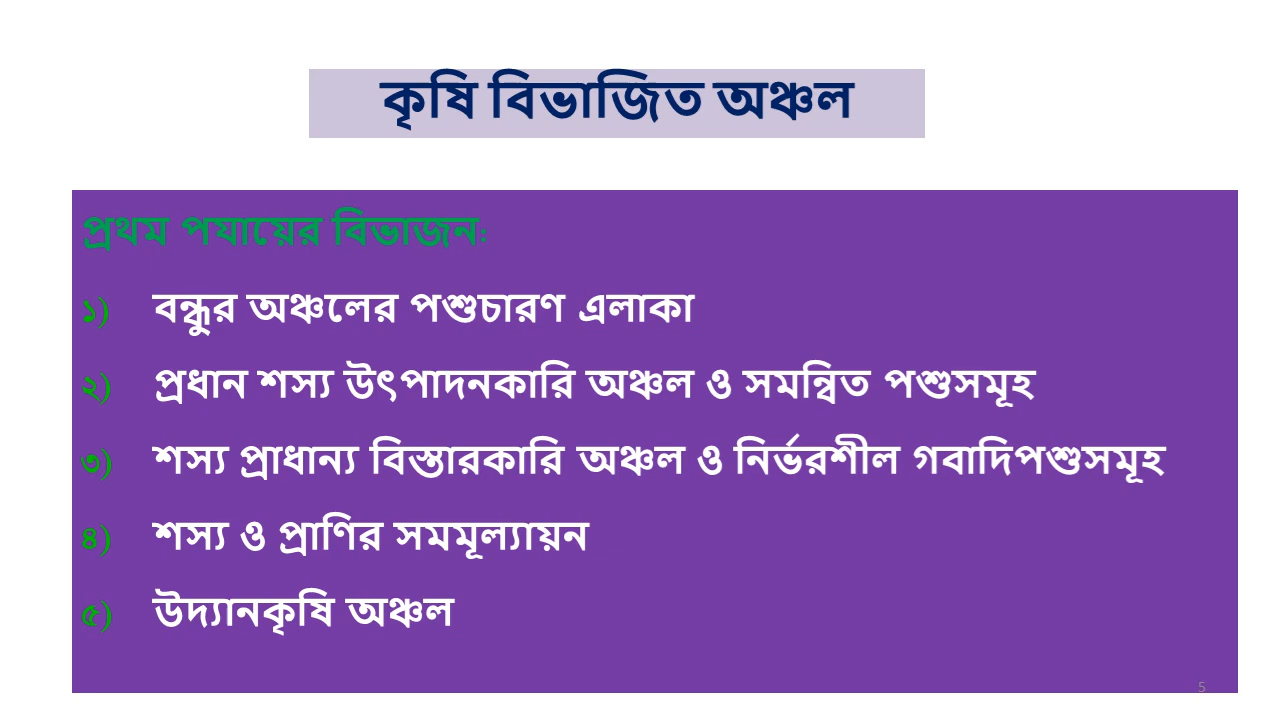 কৃষি বিভাজিত অঞ্চল
প্রথম পযায়ের বিভাজন:
১) বন্ধুর অঞ্চলের পশুচারণ এলাকা
২) প্রধান শস্য উৎপাদনকারি অঞ্চল ও সমন্বিত পশুসমূহ
৩) শস্য প্রাধান্য বিস্তারকারি অঞ্চল ও নির্ভরশীল গবাদিপশুসমূহ
৪) শস্য ও প্রাণির সমমূল্যায়ন
৫) উদ্যানকৃষি অঞ্চল
5